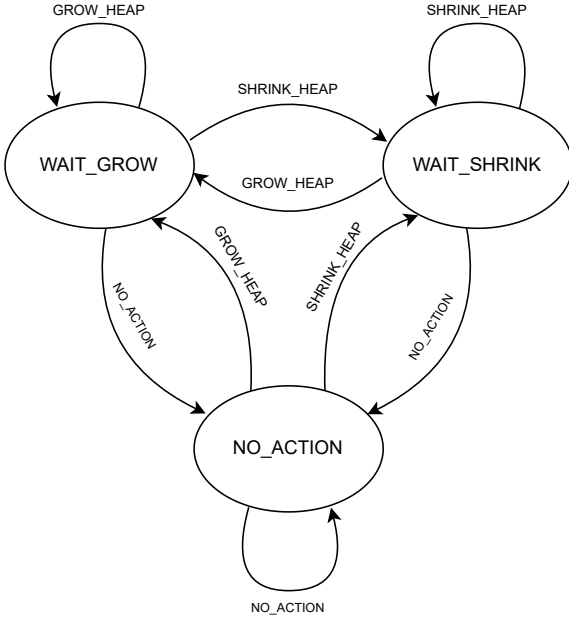 GROW_HEAP
SHRINK_HEAP
SHRINK_HEAP
WAIT_GROW
WAIT_SHRINK
GROW_HEAP
GROW_HEAP
SHRINK_HEAP
NO_ACTION
NO_ACTION
NO_ACTION
NO_ACTION